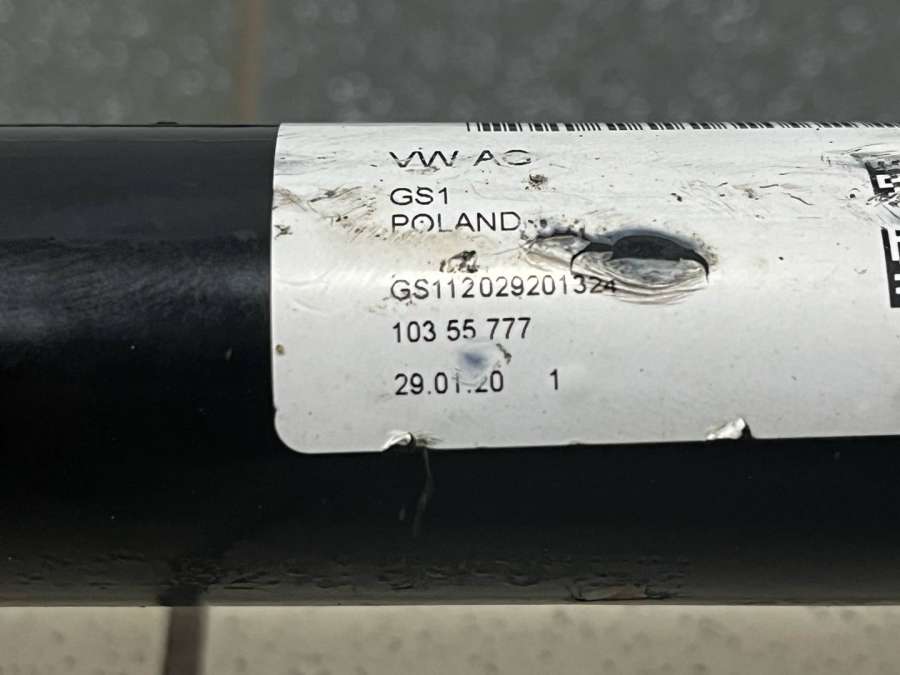 VW AG
GS1
POLAND
GS112029201324
103 55 777
29.01.20 1